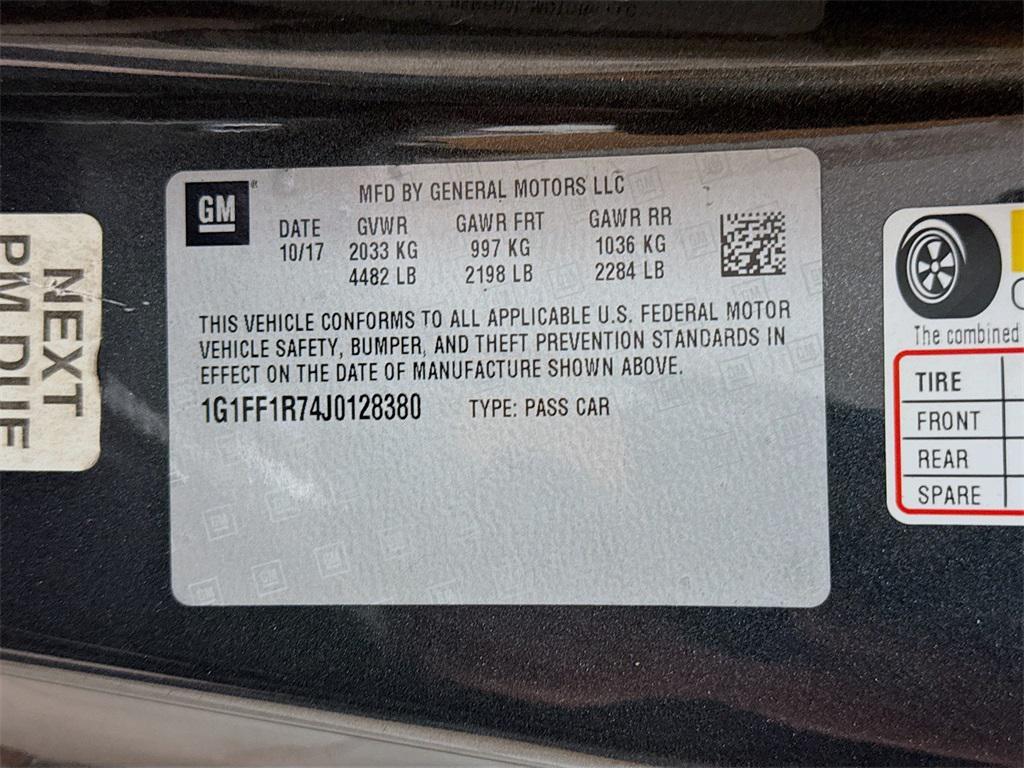 GM
MFD BY GENERAL MOTORS LLC
DATE GVWR GAWR FRT GAWR RR
10/17 2033 KG 997 KG 1036 KG
4482 LB 2198 LB 2284 LB
THIS VEHICLE CONFORMS TO ALL APPLICABLE U.S. FEDERAL MOTOR
VEHICLE SAFETY, BUMPER, AND THEFT PREVENTION STANDARDS IN
EFFECT ON THE DATE OF MANUFACTURE SHOWN ABOVE.
1G1FF1R74J0128380 TYPE: PASS CAR
NEXT
PM DUE
The combined
TIRE
FRONT
REAR
SPARE